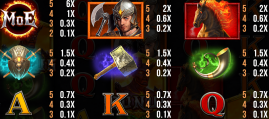 5 6X
MOE 4 1X
3 0.3X
2 0.1X
5 2X
4 0.6X
3 0.2X
5 2X
4 0.6X
3 0.2X
5 1.5X
4 0.4X
3 0.2X
5 1.5X
4 0.4X
3 0.2X
5 1.5X
4 0.4X
3 0.2X
A 5 0.7X
4 0.3X
3 0.1X
K 5 0.7X
4 0.3X
3 0.1X
Q 5 0.7X
4 0.3X
3 0.1X